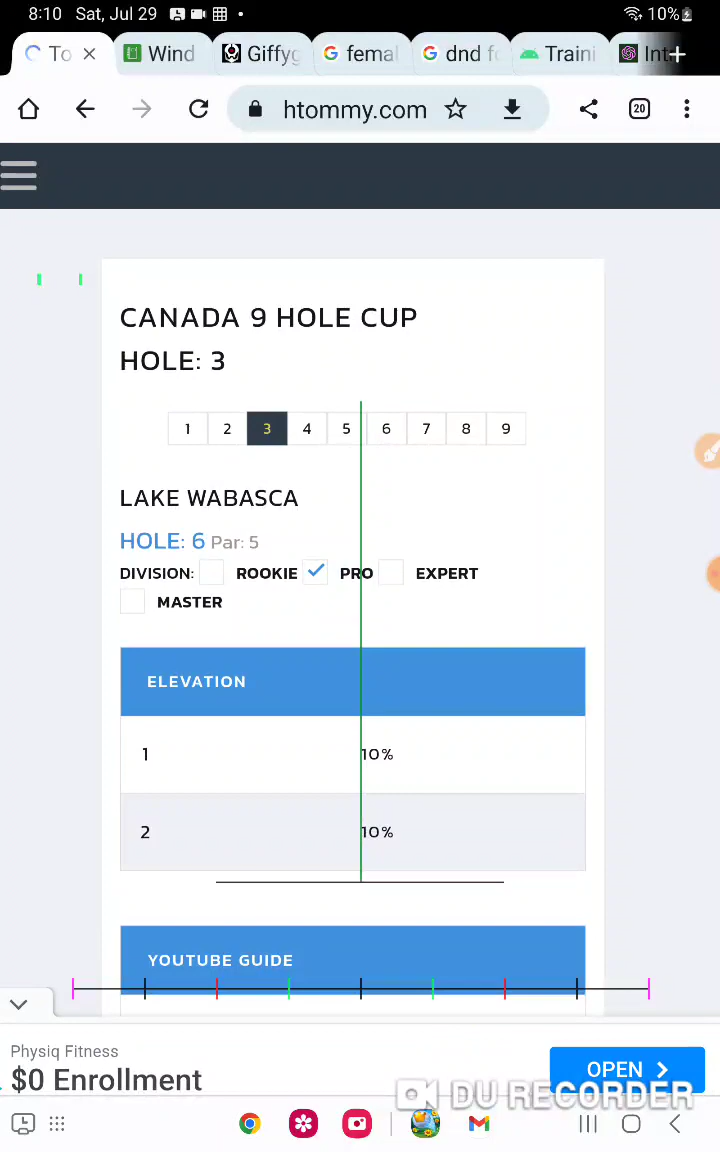 8:10 Sat, Jul 29
10%
To
Wind
Giffyg
femal
dnd fo
Traini
Int
htommy.com
20
CANADA 9 HOLE CUP
HOLE: 3
1 2 3 4 5 6 7 8 9
LAKE WABASCA
HOLE: 6 Par: 5
DIVISION: ROOKIE PRO EXPERT
MASTER
ELEVATION
1 10%
2 10%
YOUTUBE GUIDE
Physiq Fitness
$0 Enrollment
OPEN
DU RECORDER